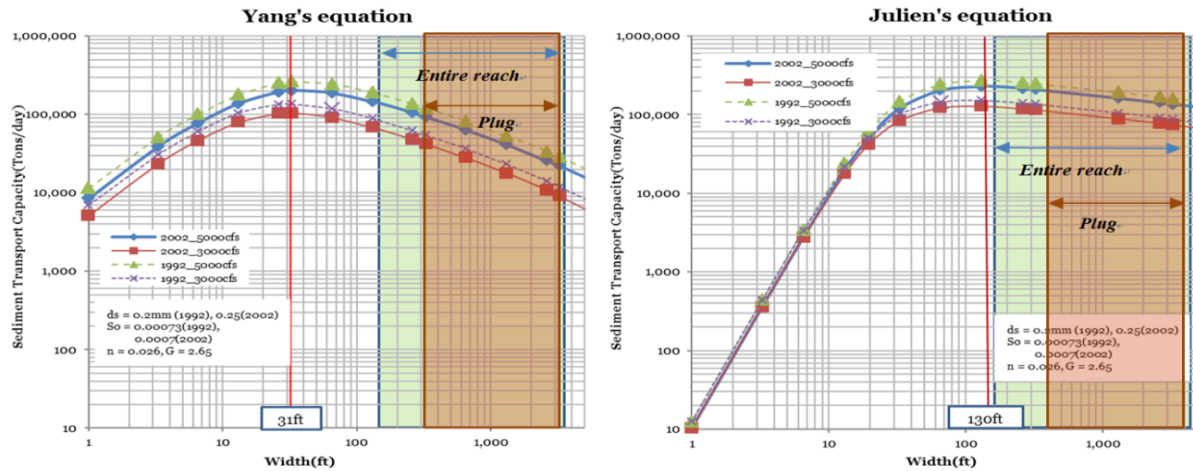 Yang's equation
1,000,000
100,000
10,000
1,000
100
10
Sediment Transport Capacity(Tons/day)
Entire reach
Plug
2002_5000cfs
2002_3000cfs
1992_5000cfs
1992_3000cfs
ds = 0.2mm (1992), 0.25(2002)
So = 0.00073(1992),
0.0007(2002)
n = 0.026, G = 2.65
31ft
1
10
100
1,000
Width(ft)
Julien's equation
1,000,000
100,000
10,000
1,000
100
10
Sediment Transport Capacity(Tons/day)
2002_5000cfs
2002_3000cfs
1992_5000cfs
1992_3000cfs
Entire reach
Plug
ds = 0.2mm (1992), 0.25(2002)
So = 0.00073(1992),
0.0007(2002)
n = 0.026, G = 2.65
130ft
1
10
100
1,000
Width(ft)